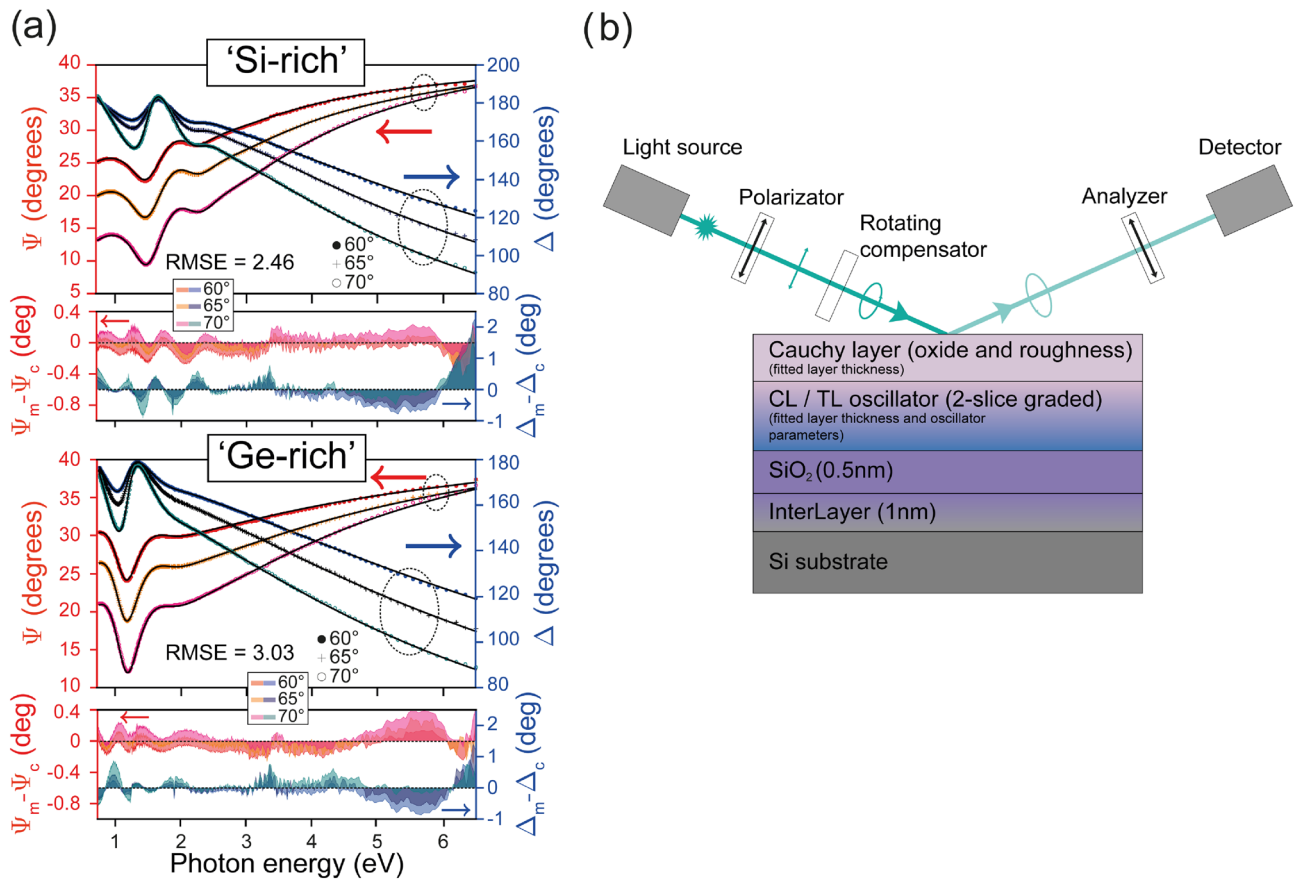 (a)
‘Si-rich’
40
35
30
25
20
15
10
5
Ψ (degrees)
200
180
160
140
120
100
80
Δ (degrees)
RMSE = 2.46
60°
65°
70°
60°
65°
70°
0.4
0
-0.4
-0.8
Ψm-Ψc (deg)
2
1
0
-1
Δm-Δc (deg)
‘Ge-rich’
40
35
30
25
20
15
10
Ψ (degrees)
180
160
140
120
100
80
Δ (degrees)
RMSE = 3.03
60°
65°
70°
60°
65°
70°
0.4
0
-0.4
-0.8
Ψm-Ψc (deg)
2
1
0
-1
Δm-Δc (deg)
1 2 3 4 5 6
Photon energy (eV)
(b)
Light source
Polarizator
Rotating
compensator
Analyzer
Detector
Cauchy layer (oxide and roughness)
(fitted layer thickness)
CL / TL oscillator (2-slice graded)
(fitted layer thickness and oscillator
parameters)
SiO2 (0.5nm)
InterLayer (1nm)
Si substrate